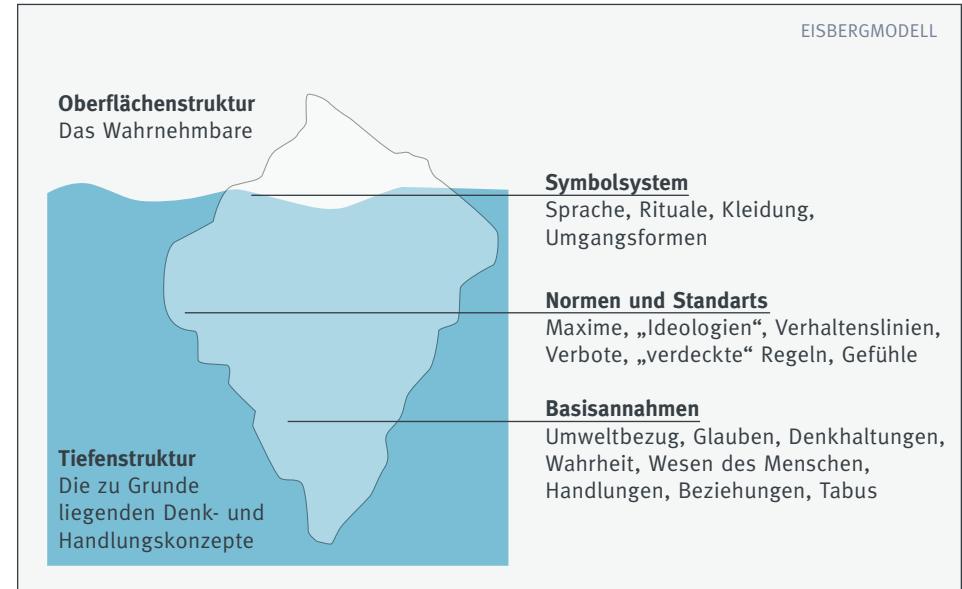 EISBERGMODELL
Oberflächenstruktur
Das Wahrnehmbare
Symbolsystem
Sprache, Rituale, Kleidung,
Umgangsformen
Normen und Standarts
Maxime, „Ideologien“, Verhaltenslinien,
Verbote, „verdeckte“ Regeln, Gefühle
Basisannahmen
Umweltbezug, Glauben, Denkhaltungen,
Wahrheit, Wesen des Menschen,
Handlungen, Beziehungen, Tabus
Tiefenstruktur
Die zu Grunde
liegenden Denk- und
Handlungskonzepte